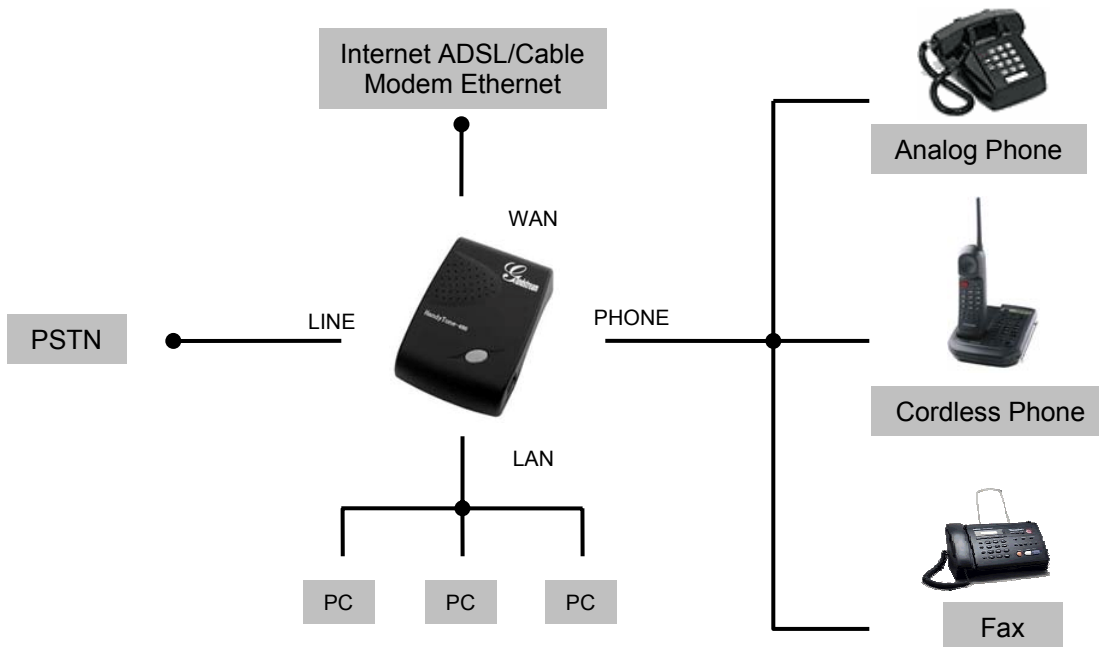 Internet ADSL/Cable
Modem Ethernet
WAN
Analog Phone
LINE
PHONE
PSTN
Cordless Phone
LAN
PC
PC
PC
Fax